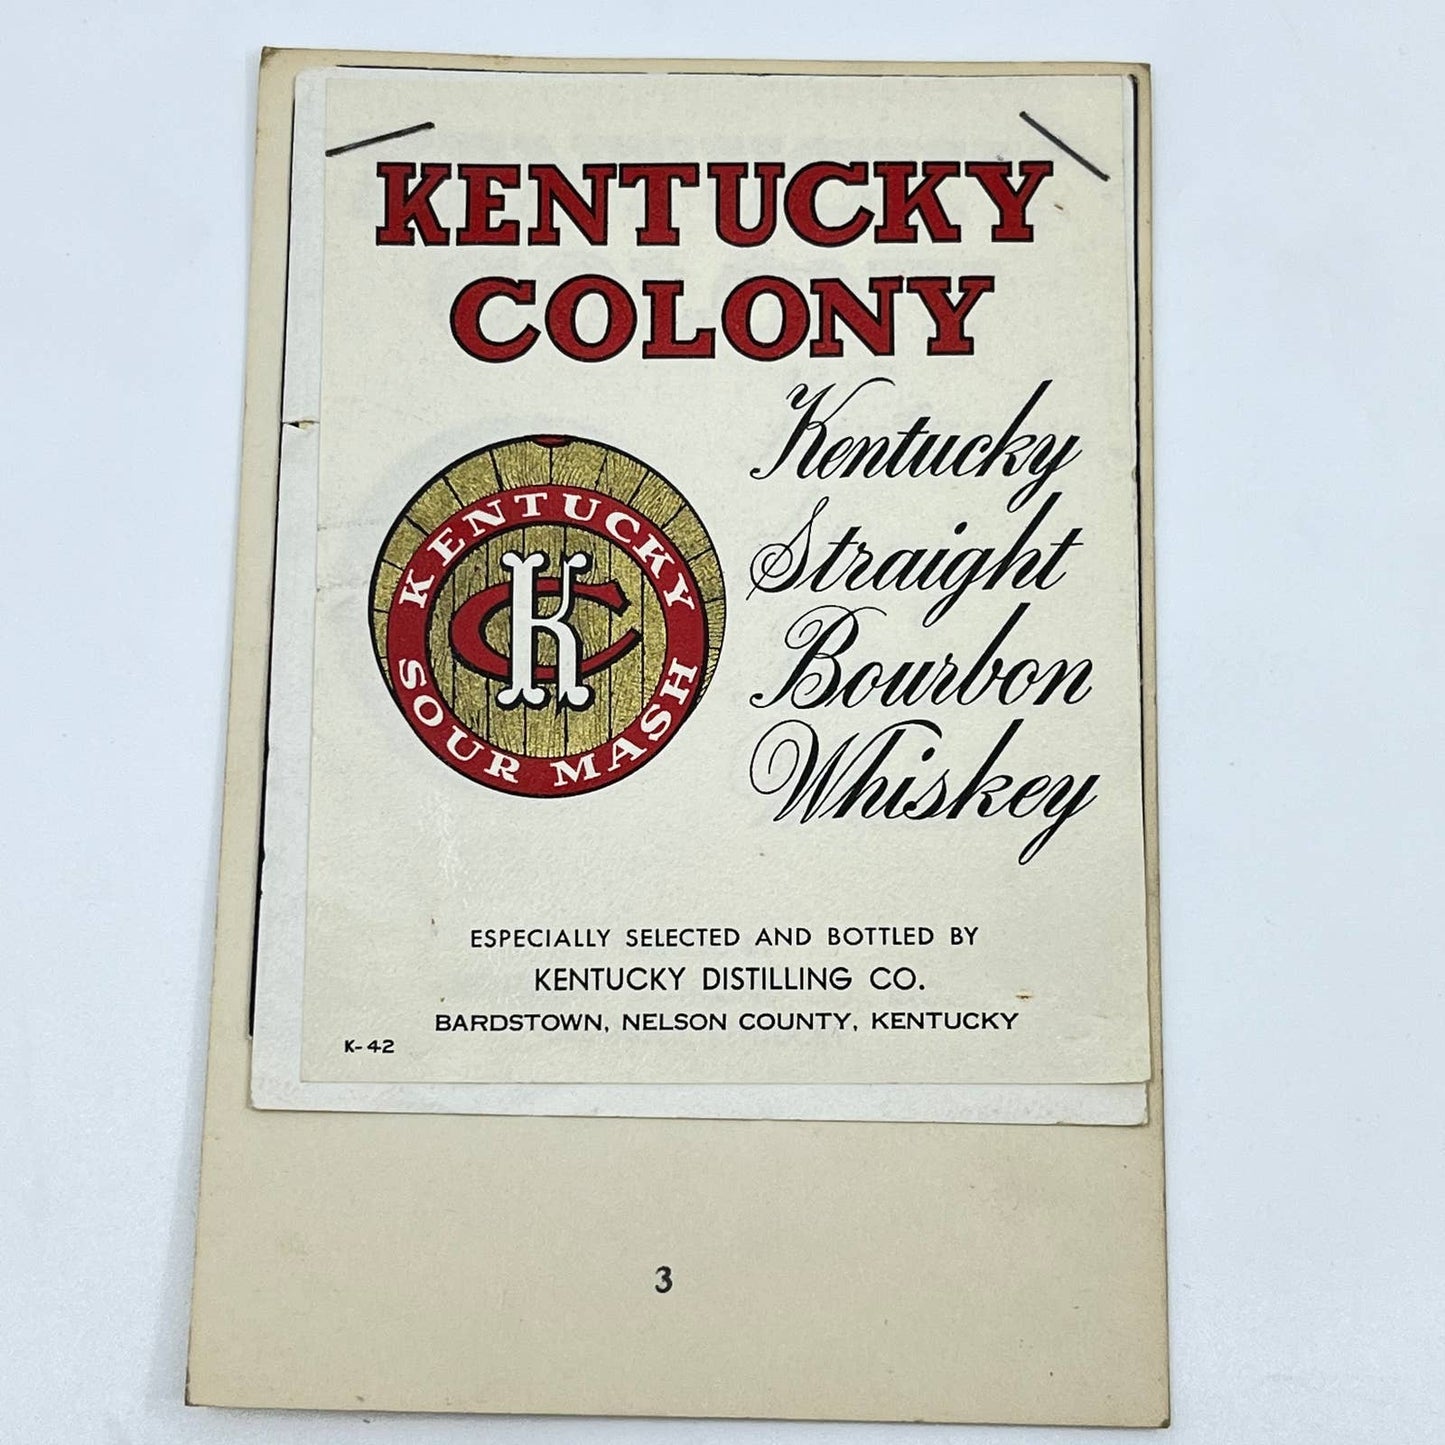 KENTUCKY
COLONY
Kentucky
Straight
Bourbon
Whiskey
KENTUCKY
KC
SOUR MASH
ESPECIALLY SELECTED AND BOTTLED BY
KENTUCKY DISTILLING CO.
BARDSTOWN, NELSON COUNTY, KENTUCKY
K-42
3